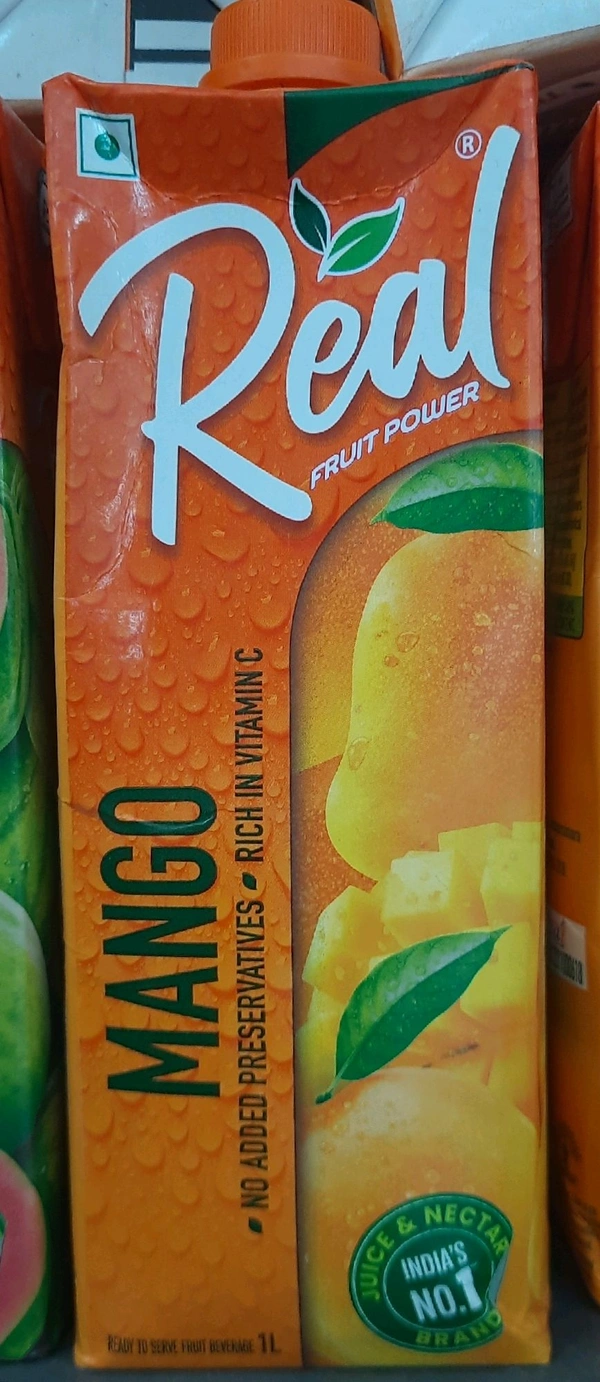 Real®
FRUIT POWER
MANGO
NO ADDED PRESERVATIVES RICH IN VITAMIN C
JUICE & NECTAR
INDIA'S
NO.1
BRAND
READY TO SERVE FRUIT BEVERAGE 1L